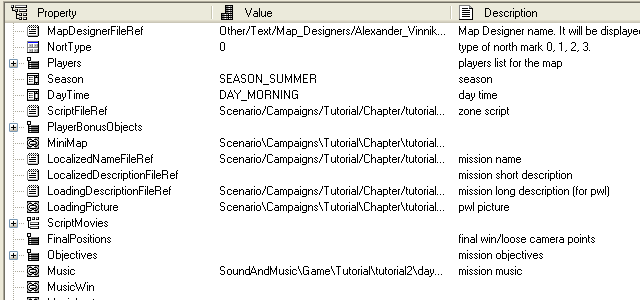 Property Value Description
MapDesignerFileRef Other/Text/Map_Designers/Alexander_Vinnik... Map Designer name. It will be displayed
NortType 0 type of north mark 0, 1, 2, 3.
Players players list for the map
Season SEASON_SUMMER season
DayTime DAY_MORNING day time
ScriptFileRef Scenario/Campaigns/Tutorial/Chapter/tutorial... zone script
PlayerBonusObjects
MiniMap Scenario\Campaigns\Tutorial\Chapter\tutorial...
LocalizedNameFileRef Scenario/Campaigns/Tutorial/Chapter/tutorial... mission name
LocalizedDescriptionFileRef mission short description
LoadingDescriptionFileRef Scenario/Campaigns/Tutorial/Chapter/tutorial... mission long description (for pwl)
LoadingPicture Scenario\Campaigns\Tutorial\Chapter\tutorial... pwl picture
ScriptMovies
FinalPositions final win/loose camera points
Objectives mission objectives
Music SoundAndMusic\Game\Tutorial\tutorial2\day... mission music
MusicWin